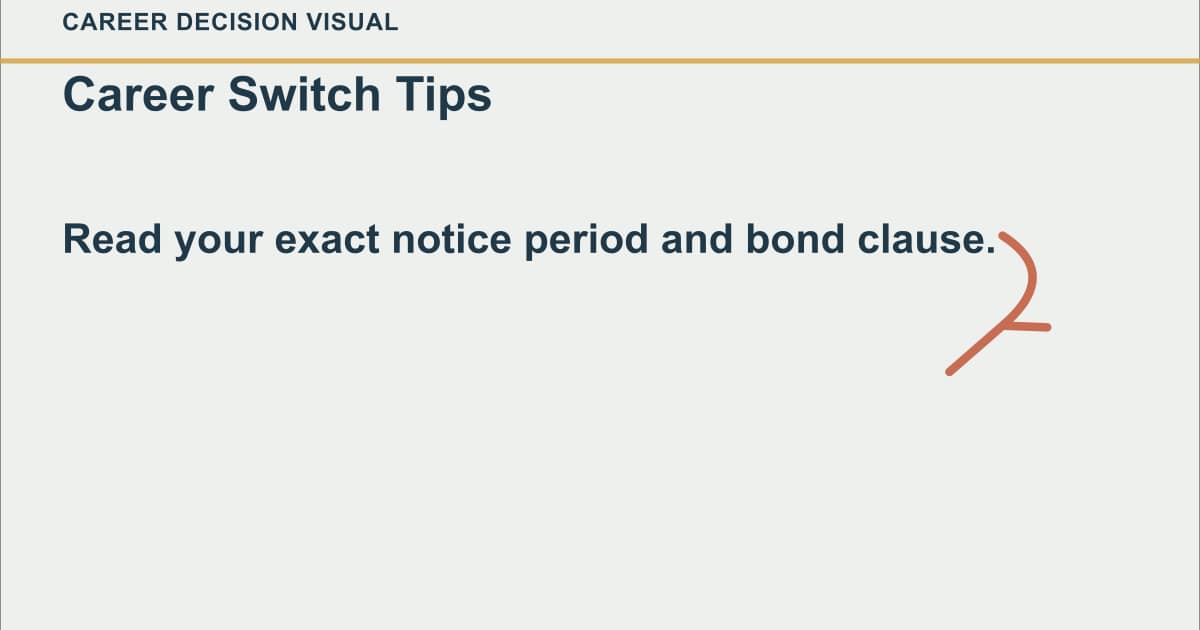 CAREER DECISION VISUAL
Career Switch Tips
Read your exact notice period and bond clause.